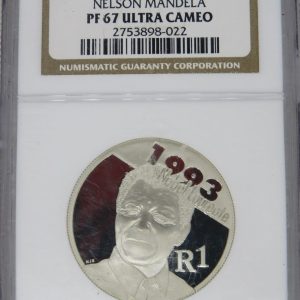 NELSON MANDELA
PF 67 ULTRA CAMEO
2753898-022
NUMISMATIC GUARANTY CORPORATION
1993
R1